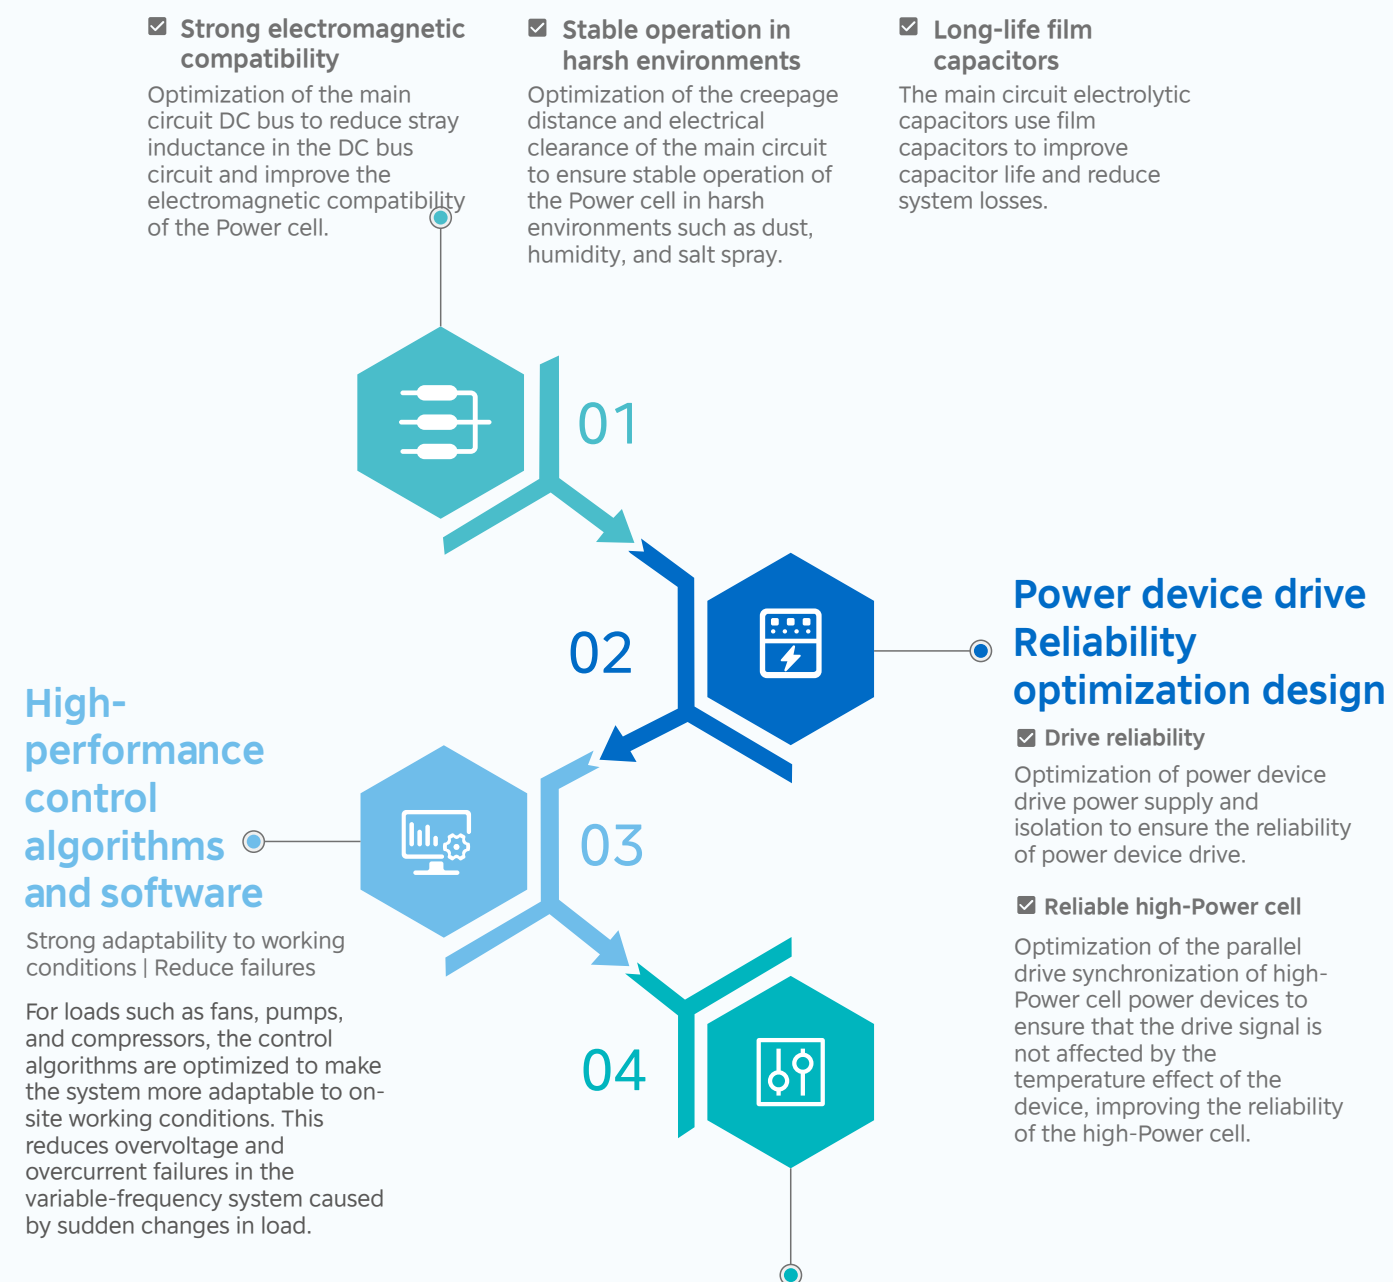 Strong electromagnetic
compatibility
Optimization of the main
circuit DC bus to reduce stray
inductance in the DC bus
circuit and improve the
electromagnetic compatibility
of the Power cell.
Stable operation in
harsh environments
Optimization of the creepage
distance and electrical
clearance of the main circuit
to ensure stable operation of
the Power cell in harsh
environments such as dust,
humidity, and salt spray.
Long-life film
capacitors
The main circuit electrolytic
capacitors use film
capacitors to improve
capacitor life and reduce
system losses.
01
02
Power device drive
Reliability
optimization design
Drive reliability
Optimization of power device
drive power supply and
isolation to ensure the reliability
of power device drive.
Reliable high-Power cell
Optimization of the parallel
drive synchronization of high-
Power cell power devices to
ensure that the drive signal is
not affected by the
temperature effect of the
device, improving the reliability
of the high-Power cell.
High-
performance
control
algorithms
and software
Strong adaptability to working
conditions | Reduce failures
For loads such as fans, pumps,
and compressors, the control
algorithms are optimized to make
the system more adaptable to on-
site working conditions. This
reduces overvoltage and
overcurrent failures in the
variable-frequency system caused
by sudden changes in load.
03
04